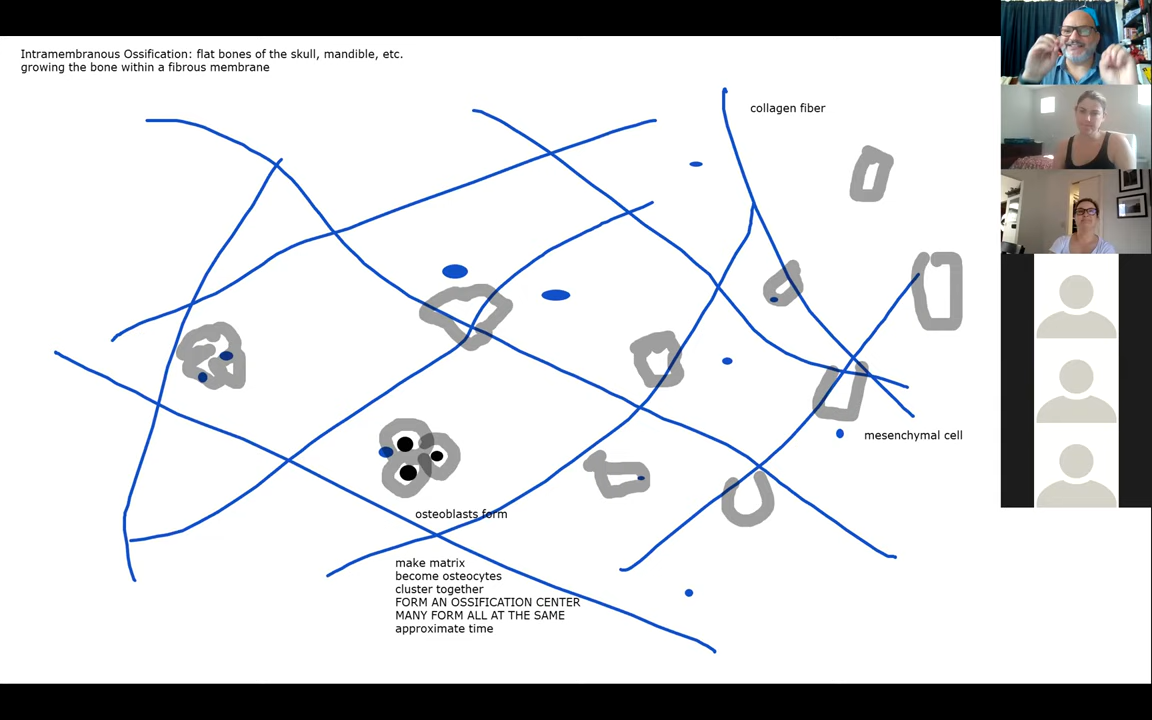 Intramembranous Ossification: flat bones of the skull, mandible, etc.
growing the bone within a fibrous membrane
collagen fiber
mesenchymal cell
osteoblasts form
make matrix
become osteocytes
cluster together
FORM AN OSSIFICATION CENTER
MANY FORM ALL AT THE SAME
approximate time